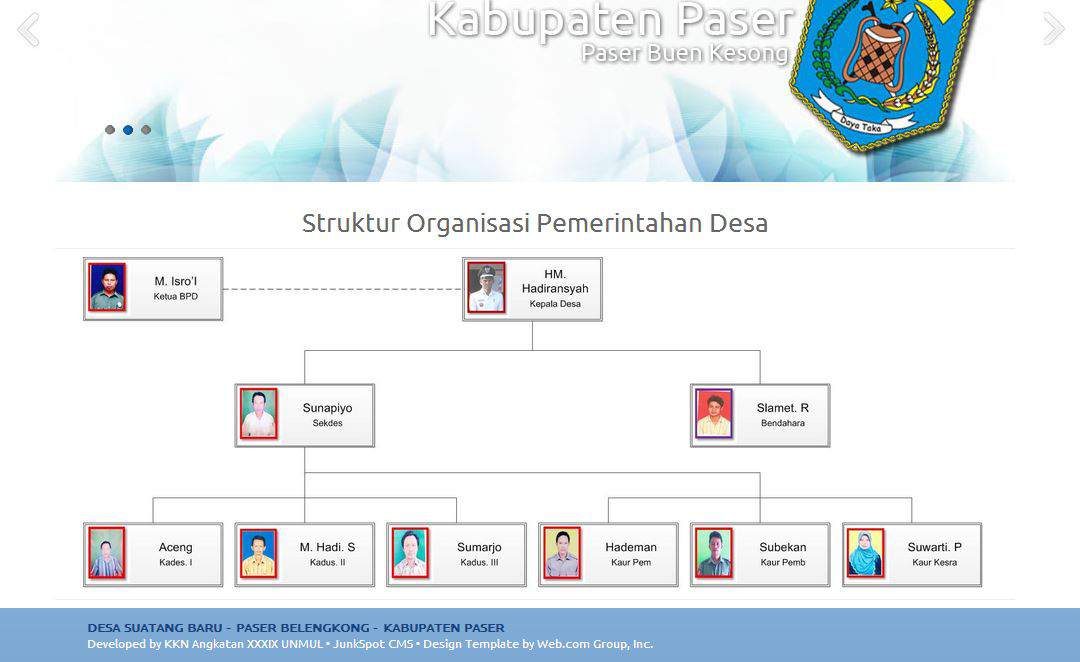 Kabupaten Paser
Paser Buen Kesong
Daya Taka
Struktur Organisasi Pemerintahan Desa
M. Isro'I
Ketua BPD
HM.
Hadiransyah
Kepala Desa
Sunapiyo
Sekdes
Slamet. R
Bendahara
Aceng
Kades. I
M. Hadi. S
Kadus. II
Sumarjo
Kadus. III
Hademan
Kaur Pem
Subekan
Kaur Pemb
Suwarti. P
Kaur Kesra
DESA SUATANG BARU - PASER BELENGKONG - KABUPATEN PASER
Developed by KKN Angkatan XXXIX UNMUL • JunkSpot CMS • Design Template by Web.com Group, Inc.